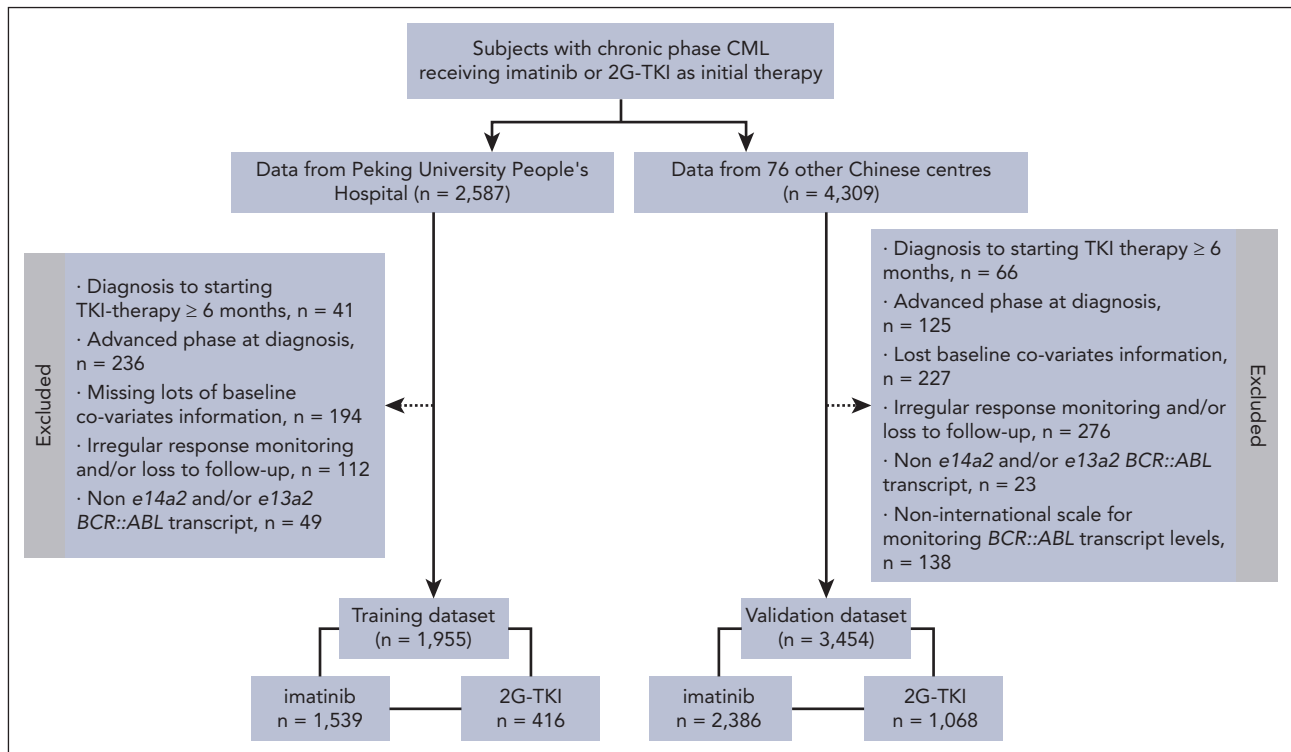 Subjects with chronic phase CML
receiving imatinib or 2G-TKI as initial therapy
Data from Peking University People's
Hospital (n = 2,587)
Data from 76 other Chinese centres
(n = 4,309)
Excluded
· Diagnosis to starting
TKI-therapy ≥ 6 months, n = 41
· Advanced phase at diagnosis,
n = 236
· Missing lots of baseline
co-variates information, n = 194
· Irregular response monitoring
and/or loss to follow-up, n = 112
· Non e14a2 and/or e13a2
BCR::ABL transcript, n = 49
· Diagnosis to starting TKI therapy ≥ 6
months, n = 66
· Advanced phase at diagnosis,
n = 125
· Lost baseline co-variates information,
n = 227
· Irregular response monitoring and/or
loss to follow-up, n = 276
· Non e14a2 and/or e13a2 BCR::ABL
transcript, n = 23
· Non-international scale for
monitoring BCR::ABL transcript levels,
n = 138
Excluded
Training dataset
(n = 1,955)
Validation dataset
(n = 3,454)
imatinib
n = 1,539
2G-TKI
n = 416
imatinib
n = 2,386
2G-TKI
n = 1,068